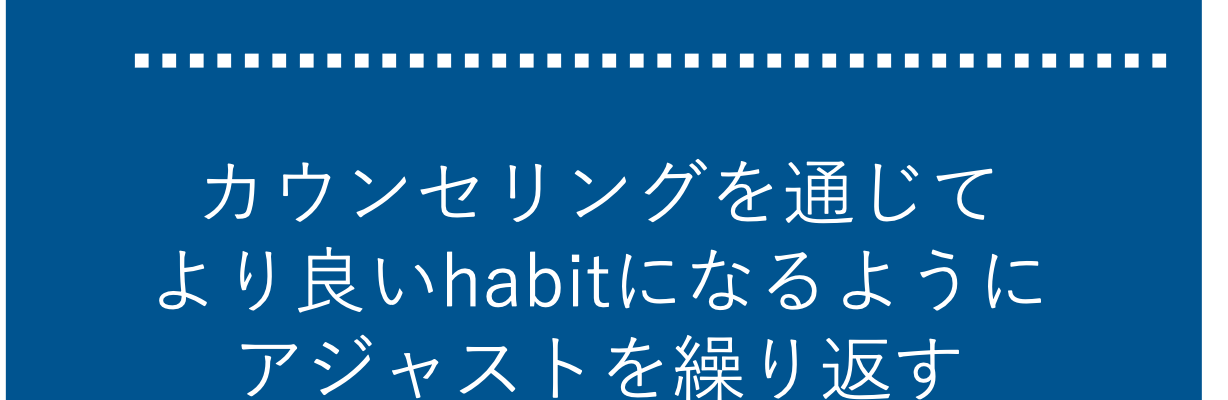 カウンセリングを通じて
より良いhabitになるように
アジャストを繰り返す